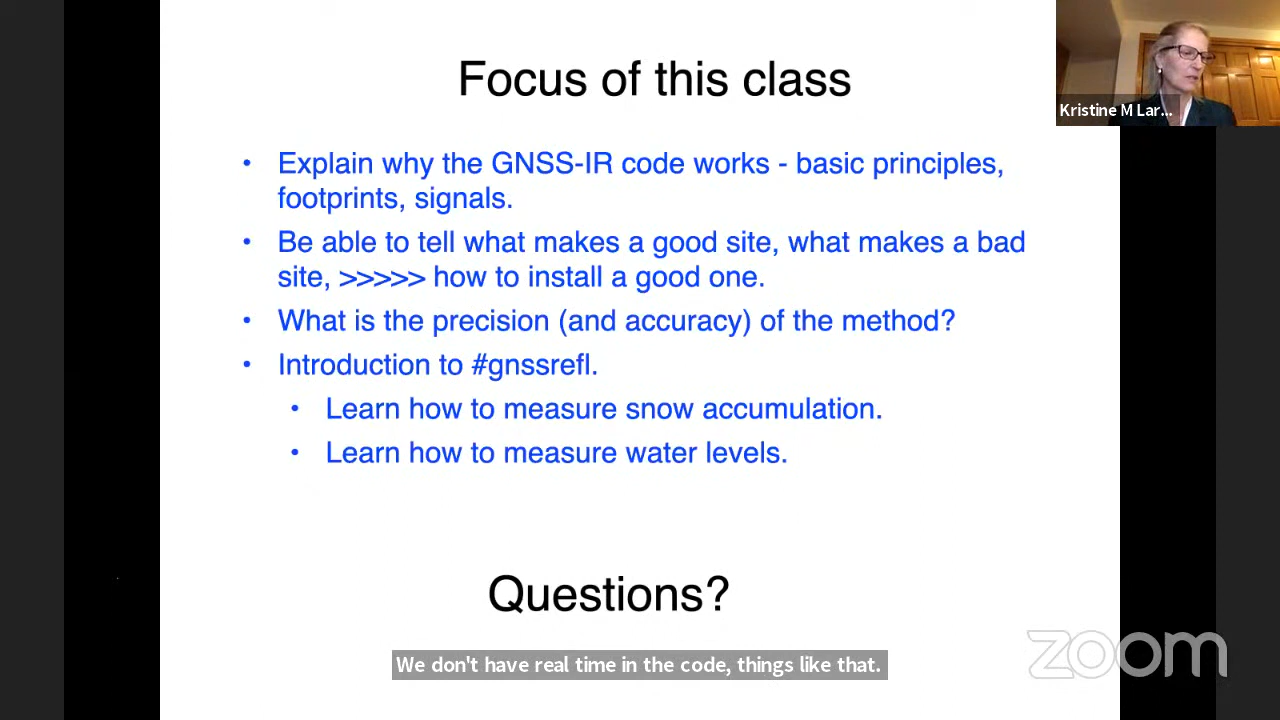 Focus of this class
Kristine M Lar...
• Explain why the GNSS-IR code works - basic principles,
footprints, signals.
• Be able to tell what makes a good site, what makes a bad
site, >>>>> how to install a good one.
• What is the precision (and accuracy) of the method?
• Introduction to #gnssrefl.
• Learn how to measure snow accumulation.
• Learn how to measure water levels.
Questions?
We don't have real time in the code, things like that.
zoom